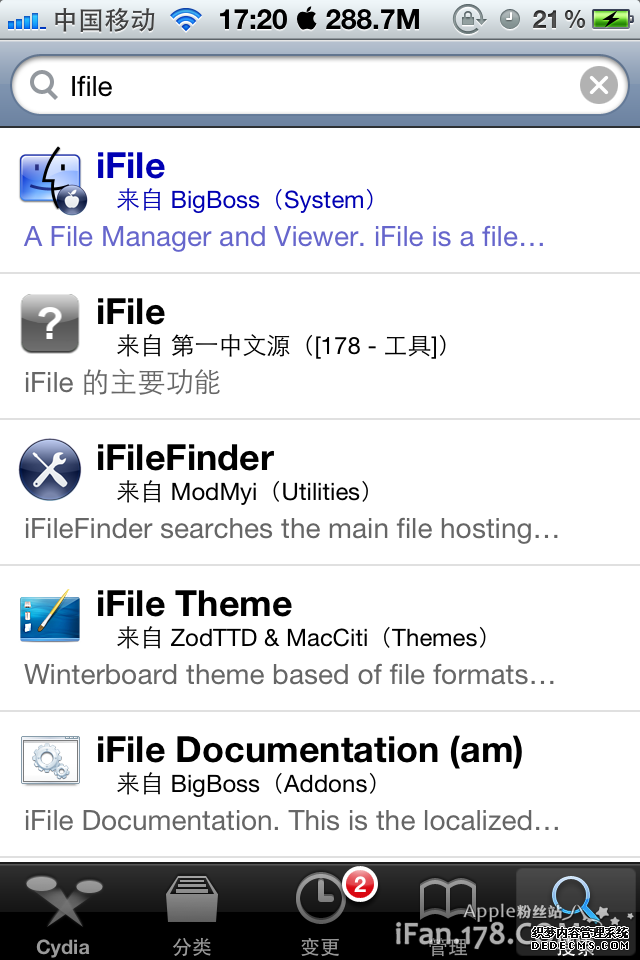 中国移动 17:20 288.7M 21%
Ifile
iFile
来自 BigBoss（System）
A File Manager and Viewer. iFile is a file…
?
iFile
来自 第一中文源（[178 - 工具]）
iFile 的主要功能
iFileFinder
来自 ModMyi（Utilities）
iFileFinder searches the main file hosting…
iFile Theme
来自 ZodTTD & MacCiti（Themes）
Winterboard theme based of file formats…
iFile Documentation (am)
来自 BigBoss（Addons）
iFile Documentation. This is the localized…
2
Cydia 分类 变更 管理 搜索
Apple粉丝站
iFan.178.C
织梦内容管理系统
DEDECMS.COM